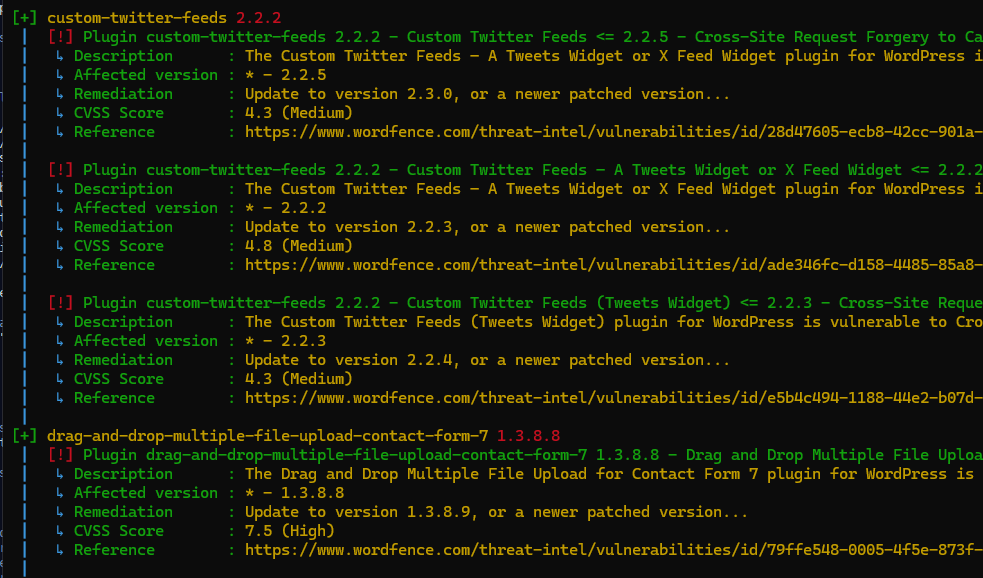 [+] custom-twitter-feeds 2.2.2
[!] Plugin custom-twitter-feeds 2.2.2 - Custom Twitter Feeds <= 2.2.5 - Cross-Site Request Forgery to Ca
↳ Description : The Custom Twitter Feeds – A Tweets Widget or X Feed Widget plugin for WordPress i
↳ Affected version : * - 2.2.5
↳ Remediation : Update to version 2.3.0, or a newer patched version...
↳ CVSS Score : 4.3 (Medium)
↳ Reference : https://www.wordfence.com/threat-intel/vulnerabilities/id/28d47605-ecb8-42cc-901a-
[!] Plugin custom-twitter-feeds 2.2.2 - Custom Twitter Feeds – A Tweets Widget or X Feed Widget <= 2.2.2
↳ Description : The Custom Twitter Feeds – A Tweets Widget or X Feed Widget plugin for WordPress i
↳ Affected version : * - 2.2.2
↳ Remediation : Update to version 2.2.3, or a newer patched version...
↳ CVSS Score : 4.8 (Medium)
↳ Reference : https://www.wordfence.com/threat-intel/vulnerabilities/id/ade346fc-d158-4485-85a8-
[!] Plugin custom-twitter-feeds 2.2.2 - Custom Twitter Feeds (Tweets Widget) <= 2.2.3 - Cross-Site Reque
↳ Description : The Custom Twitter Feeds (Tweets Widget) plugin for WordPress is vulnerable to Cro
↳ Affected version : * - 2.2.3
↳ Remediation : Update to version 2.2.4, or a newer patched version...
↳ CVSS Score : 4.3 (Medium)
↳ Reference : https://www.wordfence.com/threat-intel/vulnerabilities/id/e5b4c494-1188-44e2-b07d-
[+] drag-and-drop-multiple-file-upload-contact-form-7 1.3.8.8
[!] Plugin drag-and-drop-multiple-file-upload-contact-form-7 1.3.8.8 - Drag and Drop Multiple File Uploa
↳ Description : The Drag and Drop Multiple File Upload for Contact Form 7 plugin for WordPress is
↳ Affected version : * - 1.3.8.8
↳ Remediation : Update to version 1.3.8.9, or a newer patched version...
↳ CVSS Score : 7.5 (High)
↳ Reference : https://www.wordfence.com/threat-intel/vulnerabilities/id/79ffe548-0005-4f5e-873f-